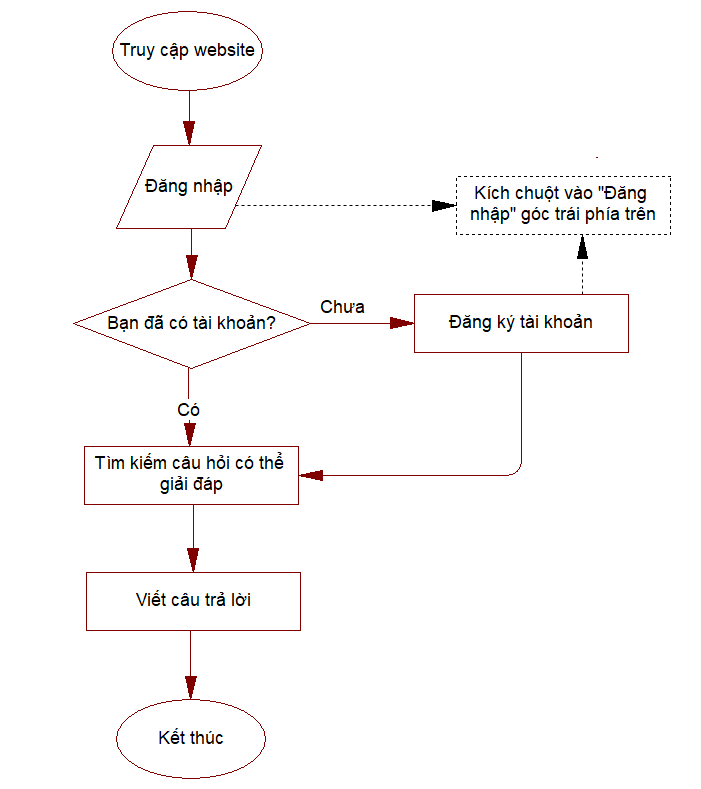 Truy cập website
Đăng nhập
Kích chuột vào "Đăng
nhập" góc trái phía trên
Bạn đã có tài khoản?
Chưa
Đăng ký tài khoản
Có
Tìm kiếm câu hỏi có thể
giải đáp
Viết câu trả lời
Kết thúc